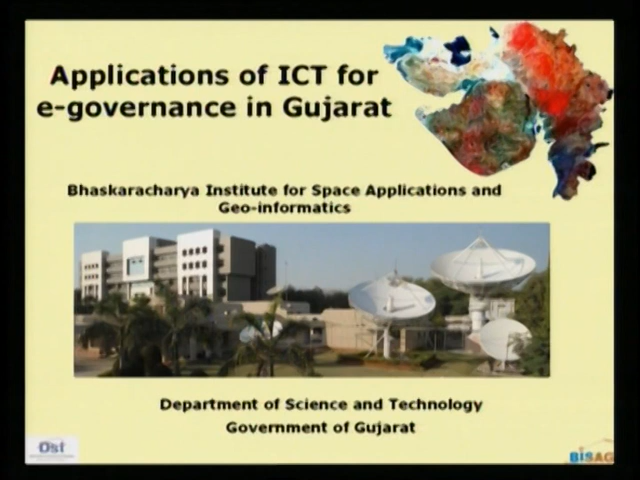 Applications of ICT for
e-governance in Gujarat
Bhaskaracharya Institute for Space Applications and
Geo-informatics
Department of Science and Technology
Government of Gujarat
BISAG